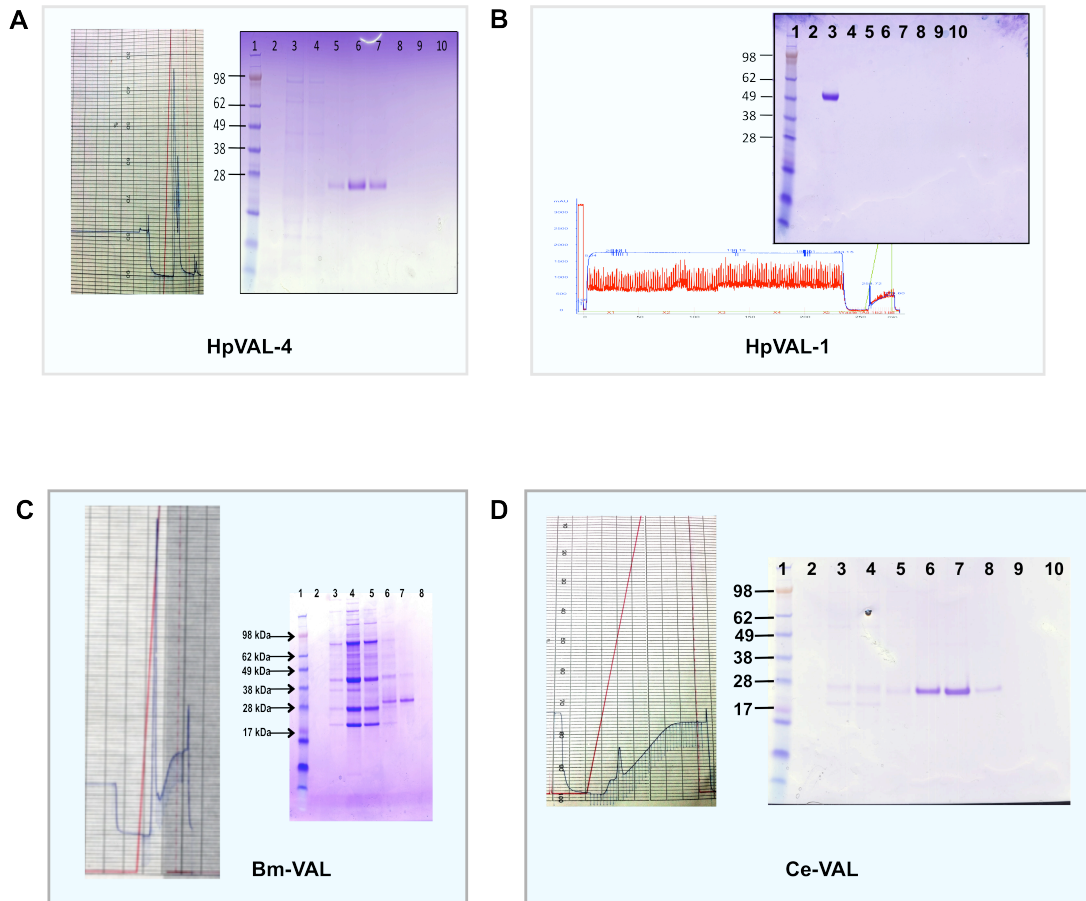 A
1 2 3 4 5 6 7 8 9 10
98
62
49
38
28
HpVAL-4
B
1 2 3 4 5 6 7 8 9 10
98
62
49
38
28
HpVAL-1
C
1 2 3 4 5 6 7 8
98 kDa
62 kDa
49 kDa
38 kDa
28 kDa
17 kDa
Bm-VAL
D
1 2 3 4 5 6 7 8 9 10
98
62
49
38
28
17
Ce-VAL